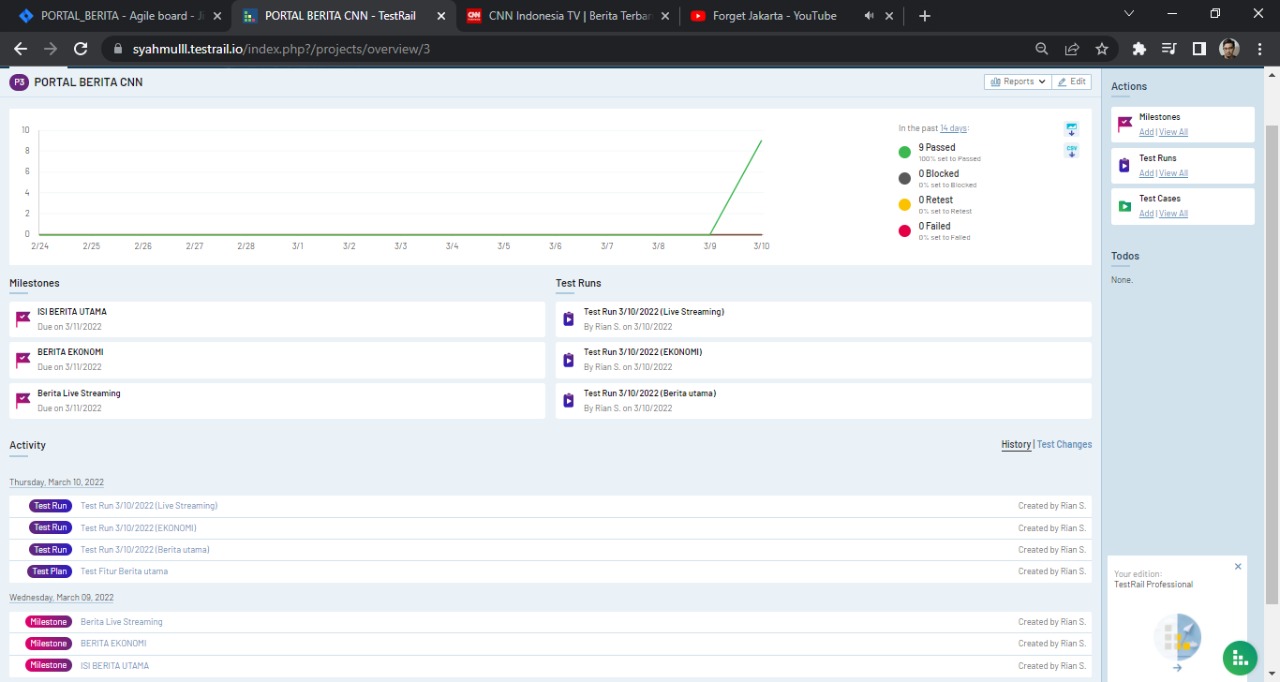 PORTAL_BERITA - Agile board - Ji
PORTAL BERITA CNN - TestRail
CNN
CNN Indonesia TV | Berita Terbar
Forget Jakarta - YouTube
syahmulll.testrail.io/index.php?/projects/overview/3
P3 PORTAL BERITA CNN
Reports
Edit
10
8
6
4
2
0
2/24 2/25 2/26 2/27 2/28 3/1 3/2 3/3 3/4 3/5 3/6 3/7 3/8 3/9 3/10
In the past 14 days:
9 Passed
100% set to Passed
0 Blocked
0% set to Blocked
0 Retest
0% set to Retest
0 Failed
0% set to Failed
CSV
Milestones
ISI BERITA UTAMA
Due on 3/11/2022
BERITA EKONOMI
Due on 3/11/2022
Berita Live Streaming
Due on 3/11/2022
Test Runs
Test Run 3/10/2022 (Live Streaming)
By Rian S. on 3/10/2022
Test Run 3/10/2022 (EKONOMI)
By Rian S. on 3/10/2022
Test Run 3/10/2022 (Berita utama)
By Rian S. on 3/10/2022
Activity
History | Test Changes
Thursday, March 10, 2022
Test Run Test Run 3/10/2022 (Live Streaming) Created by Rian S.
Test Run Test Run 3/10/2022 (EKONOMI) Created by Rian S.
Test Run Test Run 3/10/2022 (Berita utama) Created by Rian S.
Test Plan Test Fitur Berita utama Created by Rian S.
Wednesday, March 09, 2022
Milestone Berita Live Streaming Created by Rian S.
Milestone BERITA EKONOMI Created by Rian S.
Milestone ISI BERITA UTAMA Created by Rian S.
Actions
Milestones
Add | View All
Test Runs
Add | View All
Test Cases
Add | View All
Todos
None.
Your edition:
TestRail Professional